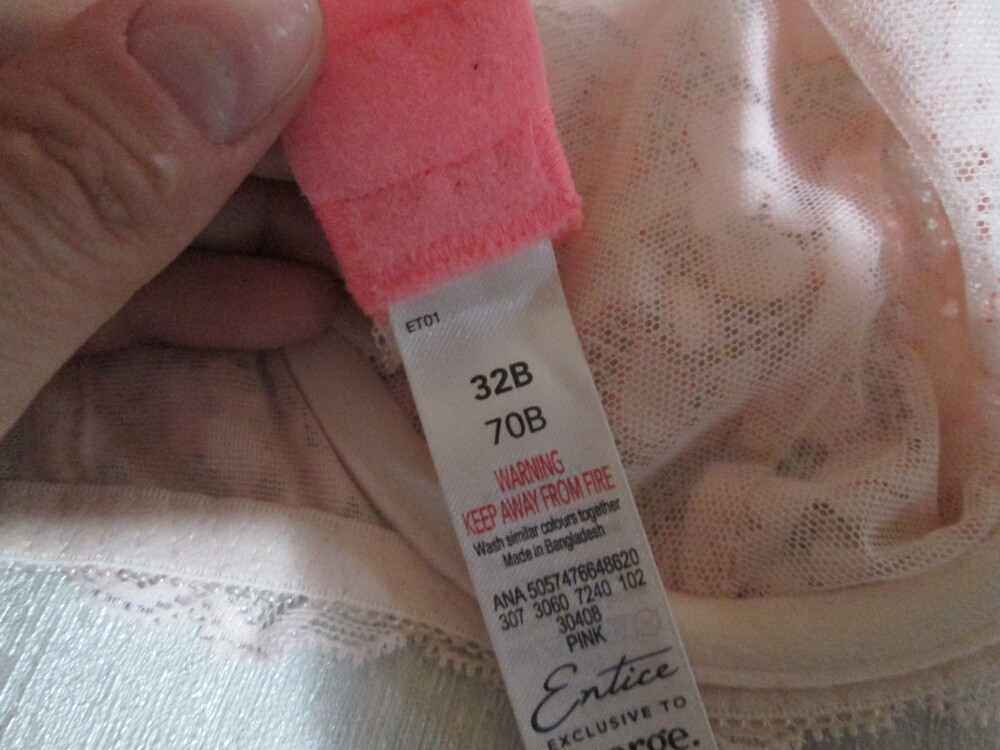 ET01
32B
70B
WARNING
KEEP AWAY FROM FIRE
Wash similar colours together
Made in Bangladesh
ANA 5057476648620
307 3060 7240 102
30408
PINK
Entice
EXCLUSIVE TO